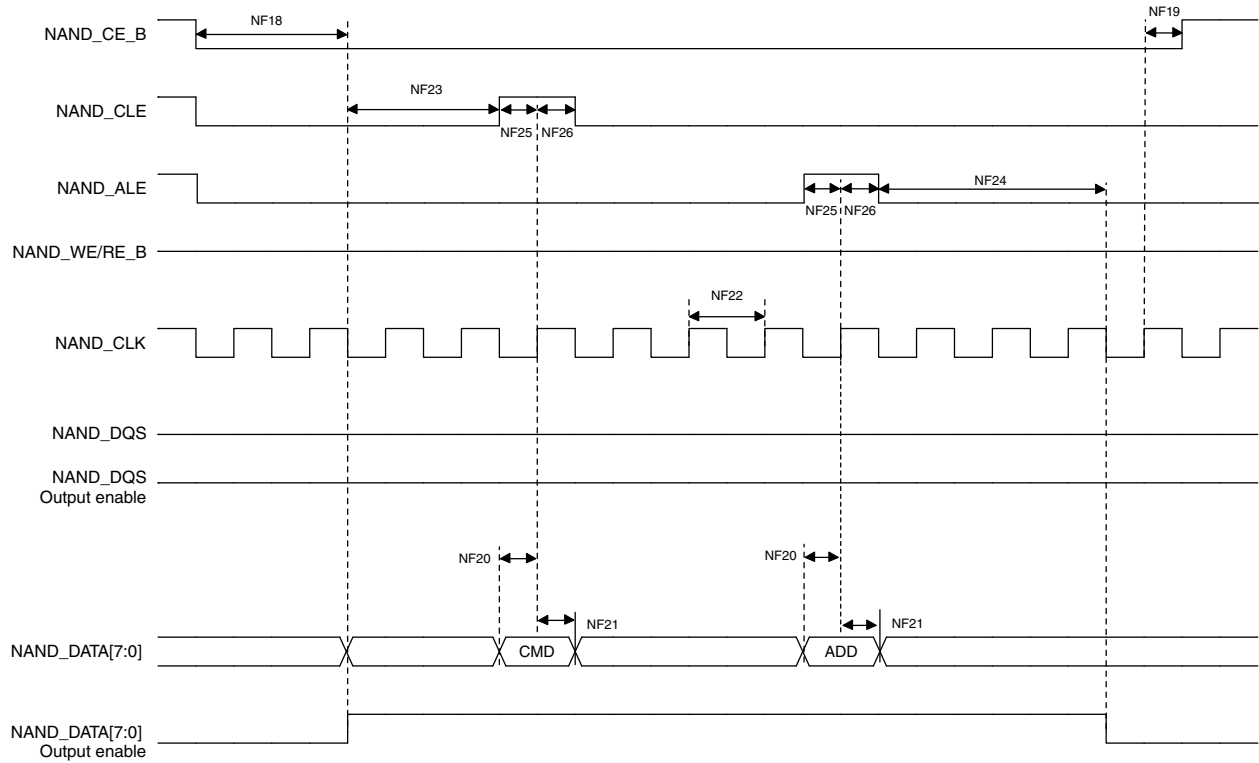 NF18
NF19
NAND_CE_B
NF23
NAND_CLE
NF25 NF26
NAND_ALE
NF24
NF25 NF26
NAND_WE/RE_B
NF22
NAND_CLK
NAND_DQS
NAND_DQS
Output enable
NF20
NF20
NF21
NF21
NAND_DATA[7:0]
CMD
ADD
NAND_DATA[7:0]
Output enable